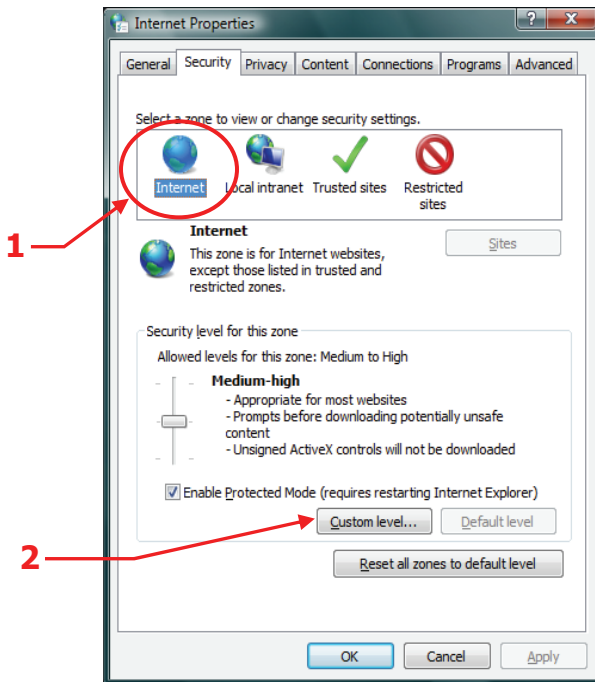 Internet Properties
General Security Privacy Content Connections Programs Advanced
Select a zone to view or change security settings.
Internet Local intranet Trusted sites Restricted
sites
1
Internet
This zone is for Internet websites,
except those listed in trusted and
restricted zones.
Sites
Security level for this zone
Allowed levels for this zone: Medium to High
Medium-high
- Appropriate for most websites
- Prompts before downloading potentially unsafe
content
- Unsigned ActiveX controls will not be downloaded
Enable Protected Mode (requires restarting Internet Explorer)
Custom level... Default level
2
Reset all zones to default level
OK Cancel Apply